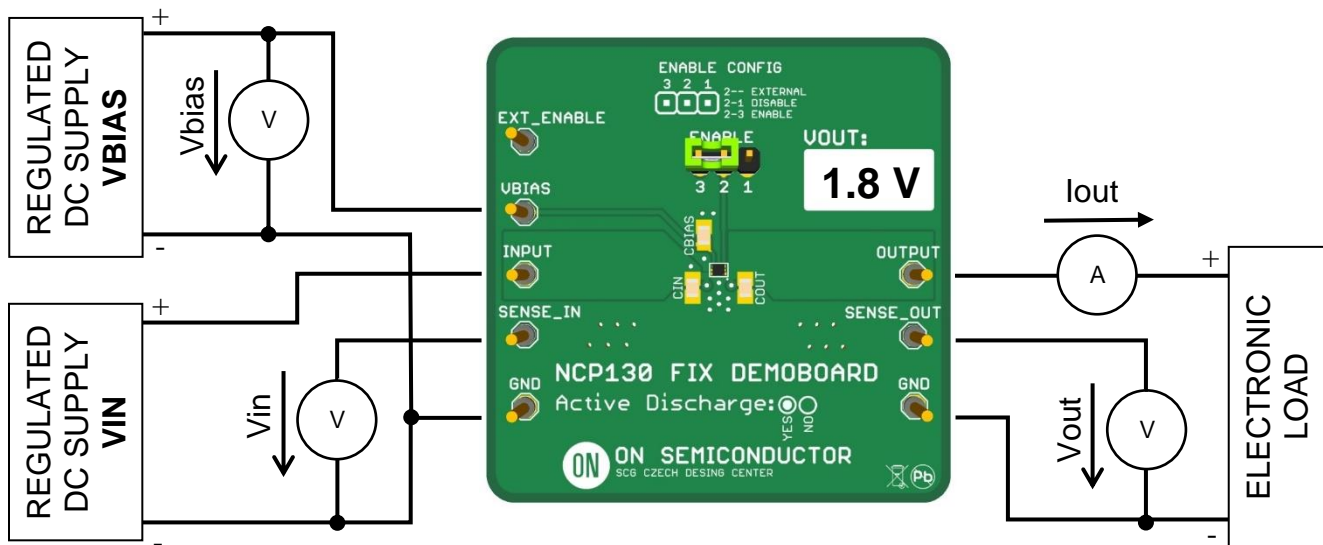 REGULATED
DC SUPPLY
VBIAS
+
-
Vbias
V
REGULATED
DC SUPPLY
VIN
+
-
Vin
V
ENABLE CONFIG
3 2 1
2-- EXTERNAL
2-1 DISABLE
2-3 ENABLE
EXT_ENABLE
ENABLE
3 2 1
VOUT:
1.8 V
VBIAS
CBIAS
INPUT
OUTPUT
CIN
COUT
SENSE_IN
SENSE_OUT
NCP130 FIX DEMOBOARD
GND
GND
Active Discharge:
YES
NO
ON
ON SEMICONDUCTOR
SCG CZECH DESING CENTER
Pb
Iout
A
+
-
Vout
V
ELECTRONIC
LOAD